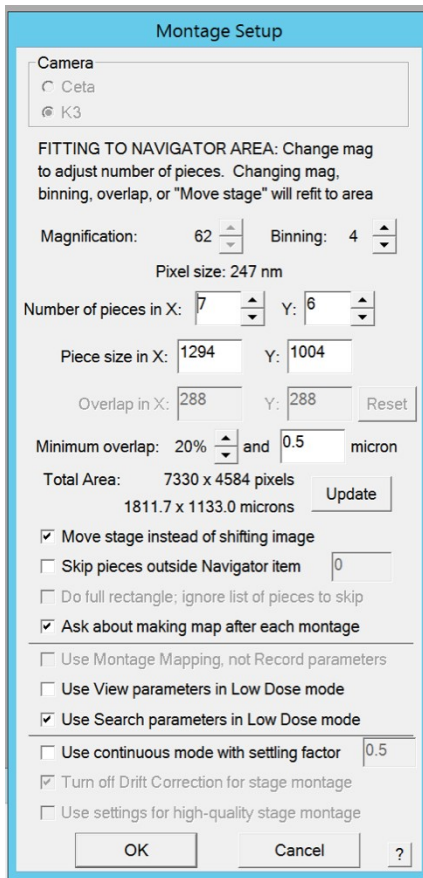 Montage Setup
Camera
Ceta
K3
FITTING TO NAVIGATOR AREA: Change mag
to adjust number of pieces. Changing mag,
binning, overlap, or "Move stage" will refit to area
Magnification: 62 Binning: 4
Pixel size: 247 nm
Number of pieces in X: 7 Y: 6
Piece size in X: 1294 Y: 1004
Overlap in X: 288 Y: 288 Reset
Minimum overlap: 20% and 0.5 micron
Total Area: 7330 x 4584 pixels
1811.7 x 1133.0 microns Update
Move stage instead of shifting image
Skip pieces outside Navigator item 0
Do full rectangle; ignore list of pieces to skip
Ask about making map after each montage
Use Montage Mapping, not Record parameters
Use View parameters in Low Dose mode
Use Search parameters in Low Dose mode
Use continuous mode with settling factor 0.5
Turn off Drift Correction for stage montage
Use settings for high-quality stage montage
OK Cancel ?